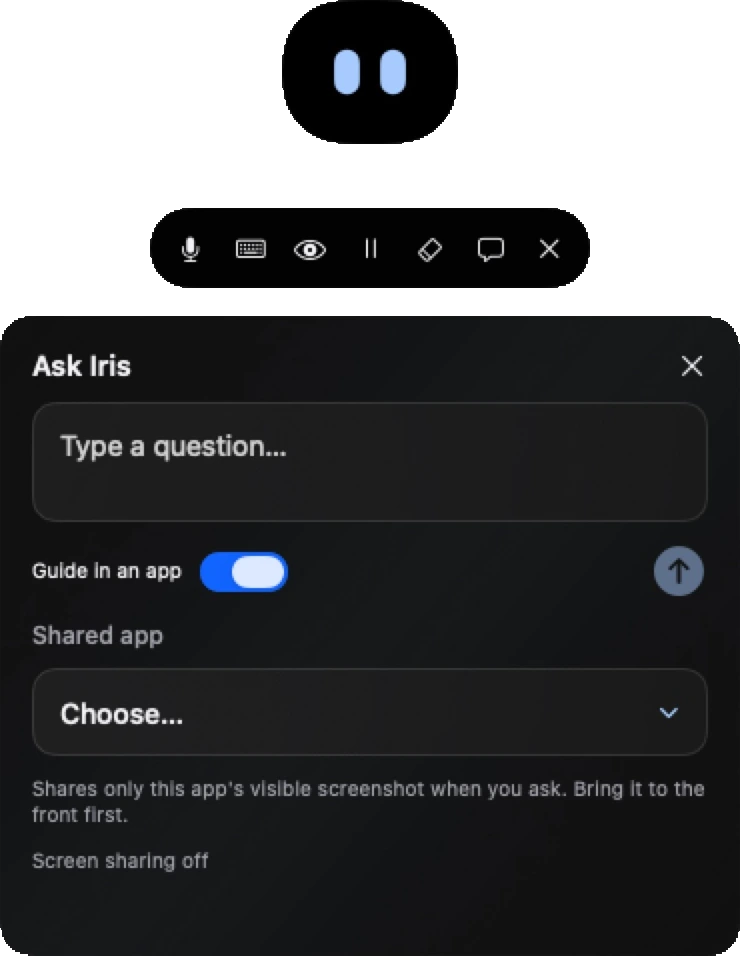 Ask Iris
Type a question...
Guide in an app
Shared app
Choose...
Shares only this app's visible screenshot when you ask. Bring it to the
front first.
Screen sharing off